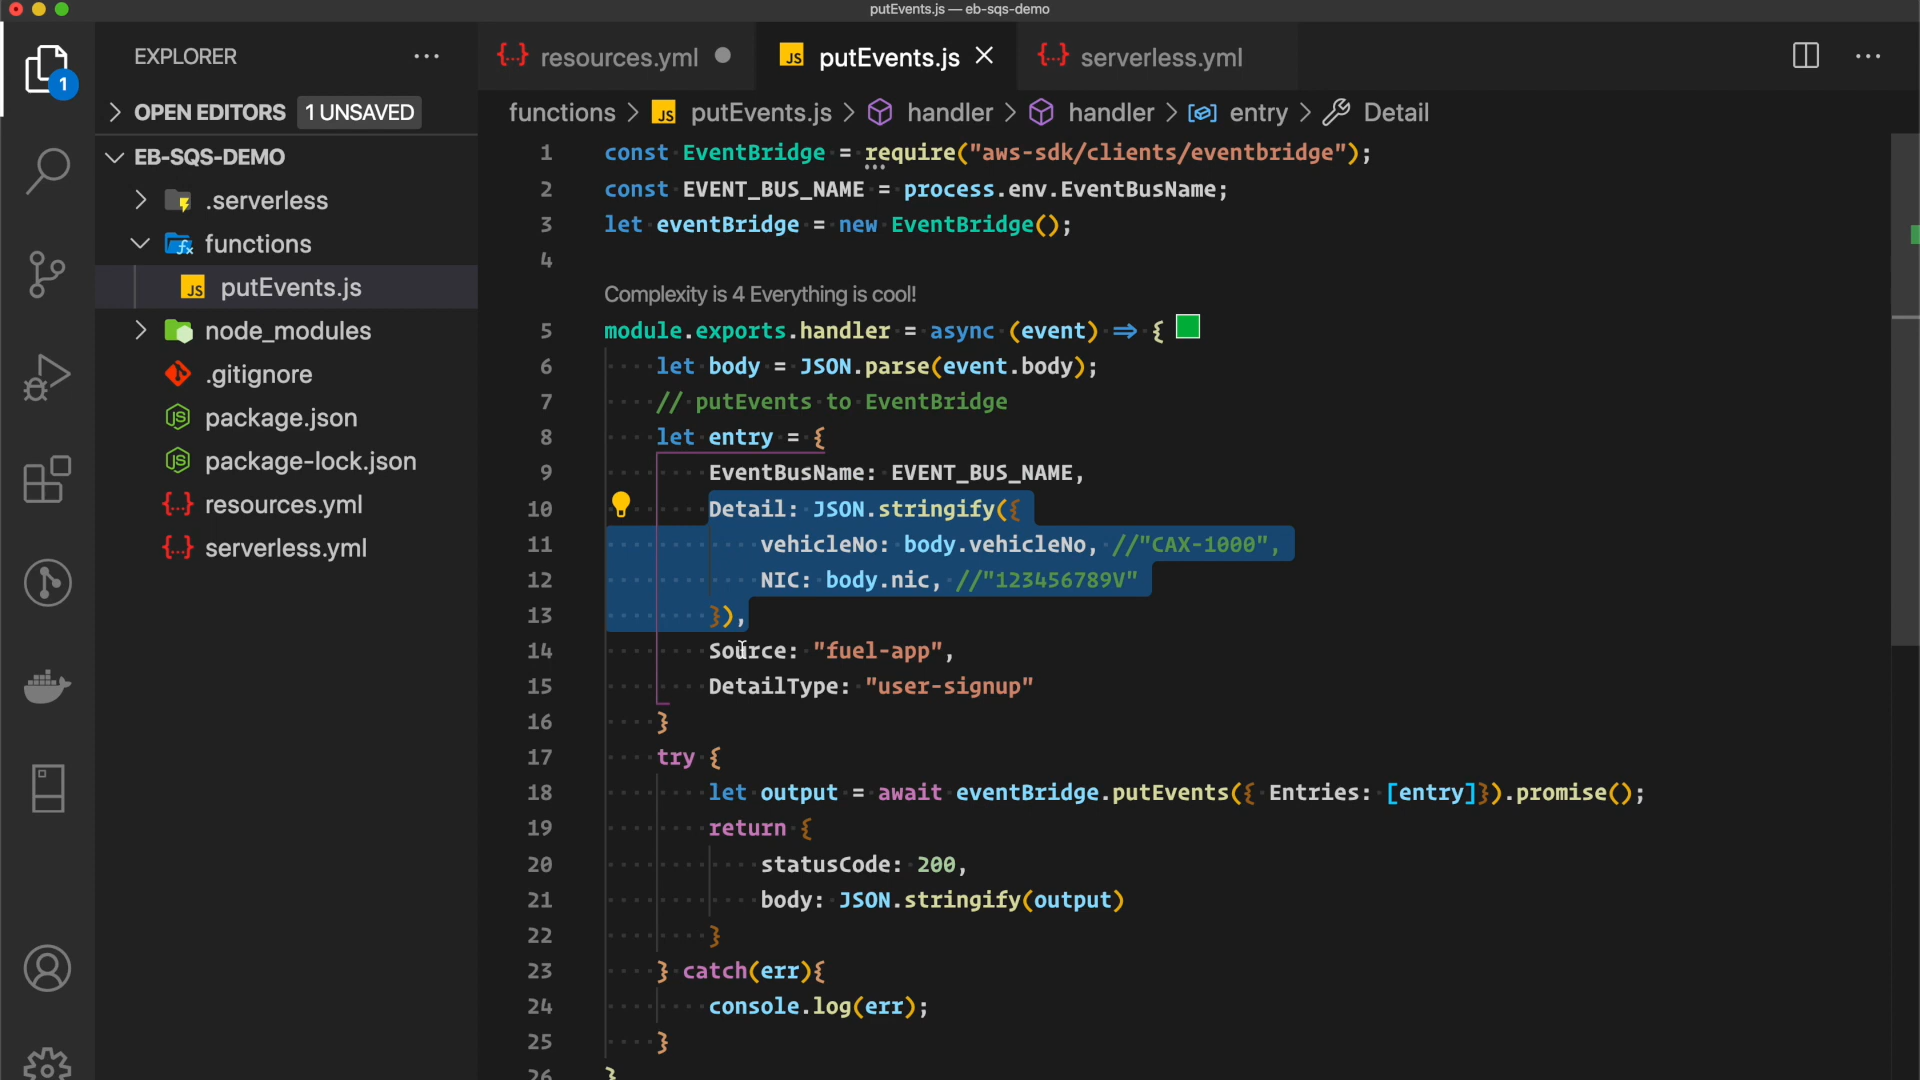 putEvents.js — eb-sqs-demo
EXPLORER
resources.yml
JS putEvents.js
serverless.yml
1
OPEN EDITORS 1 UNSAVED
functions > JS putEvents.js > handler > handler > entry > Detail
EB-SQS-DEMO
.serverless
functions
JS putEvents.js
node_modules
.gitignore
package.json
package-lock.json
resources.yml
serverless.yml
1 const EventBridge = require("aws-sdk/clients/eventbridge");
2 const EVENT_BUS_NAME = process.env.EventBusName;
3 let eventBridge = new EventBridge();
4
Complexity is 4 Everything is cool!
5 module.exports.handler = async (event) => {
6 let body = JSON.parse(event.body);
7 // putEvents to EventBridge
8 let entry = {
9 EventBusName: EVENT_BUS_NAME,
10 Detail: JSON.stringify({
11 vehicleNo: body.vehicleNo, //"CAX-1000",
12 NIC: body.nic, //"123456789V"
13 }),
14 Source: "fuel-app",
15 DetailType: "user-signup"
16 }
17 try {
18 let output = await eventBridge.putEvents({ Entries: [entry]}).promise();
19 return {
20 statusCode: 200,
21 body: JSON.stringify(output)
22 }
23 } catch(err){
24 console.log(err);
25 }
26 }